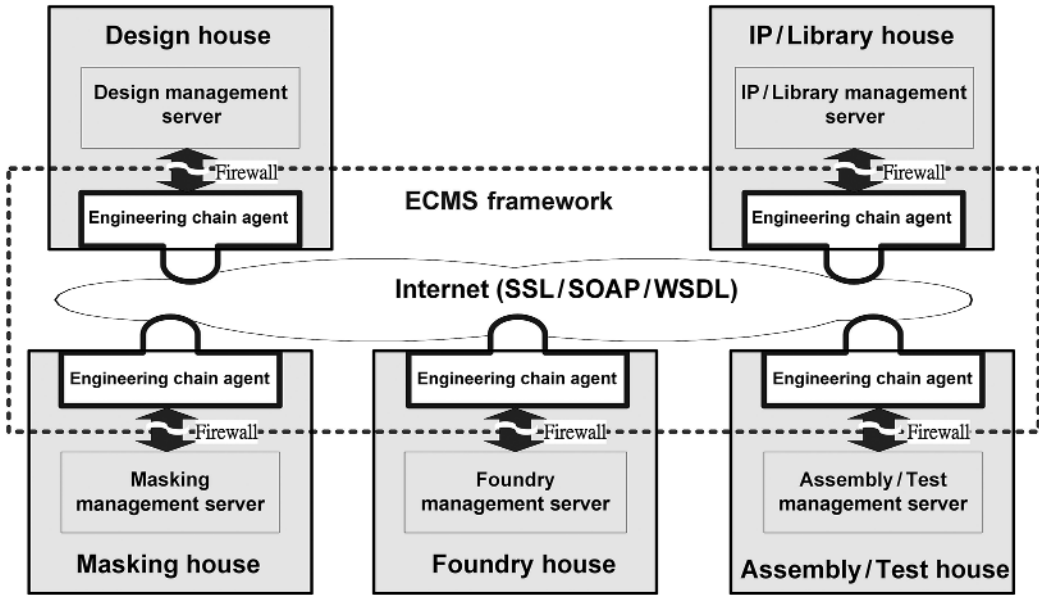 Design house
Design management
server
Firewall
Engineering chain agent
IP/Library house
IP/Library management
server
Firewall
Engineering chain agent
ECMS framework
Internet (SSL/SOAP/WSDL)
Engineering chain agent
Firewall
Masking
management server
Masking house
Engineering chain agent
Firewall
Foundry
management server
Foundry house
Engineering chain agent
Firewall
Assembly/Test
management server
Assembly/Test house